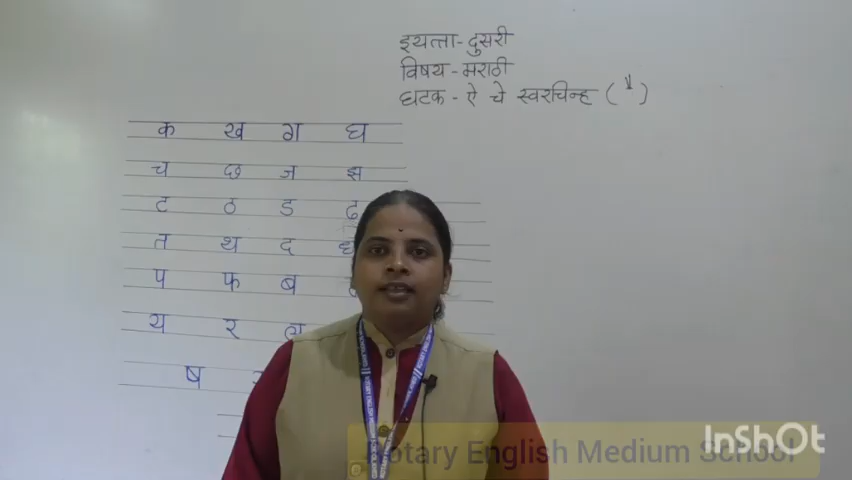 इयत्ता - दुसरी
विषय - मराठी
घटक - ऐ चे स्वरचिन्ह ( ै )
क ख ग घ
च छ ज झ
ट ठ ड ढ
त थ द ध
प फ ब
य र ल
ष
Rotary English Medium School
InShOt